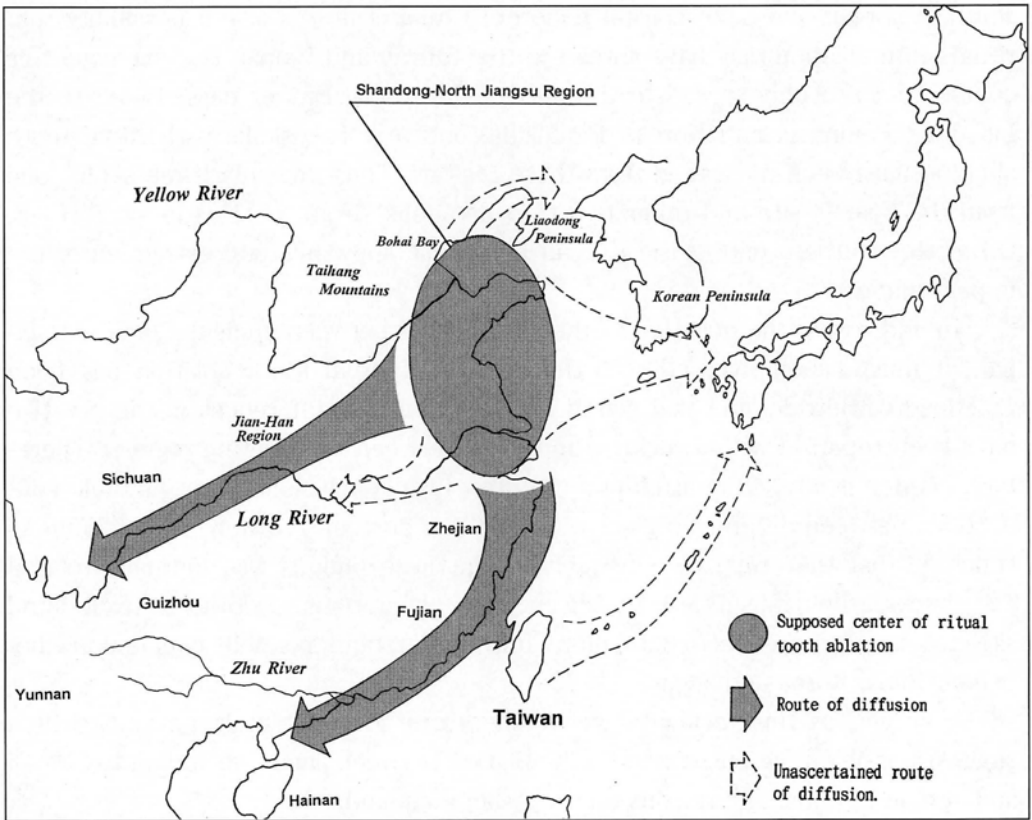 Shandong-North Jiangsu Region
Yellow River
Bohai Bay
Liaodong
Peninsula
Taihang
Mountains
Korean Peninsula
Jian-Han
Region
Sichuan
Long River
Zhejian
Guizhou
Fujian
Supposed center of ritual
tooth ablation
Zhu River
Yunnan
Taiwan
Route of diffusion
Hainan
Unascertained route
of diffusion.